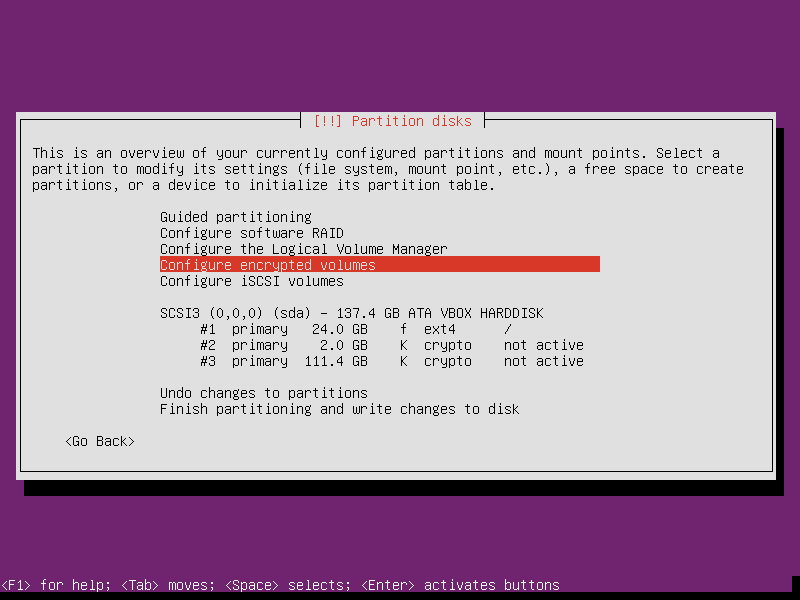 [!!] Partition disks
This is an overview of your currently configured partitions and mount points. Select a
partition to modify its settings (file system, mount point, etc.), a free space to create
partitions, or a device to initialize its partition table.
Guided partitioning
Configure software RAID
Configure the Logical Volume Manager
Configure encrypted volumes
Configure iSCSI volumes
SCSI3 (0,0,0) (sda) - 137.4 GB ATA VBOX HARDDISK
#1 primary 24.0 GB f ext4 /
#2 primary 2.0 GB K crypto not active
#3 primary 111.4 GB K crypto not active
Undo changes to partitions
Finish partitioning and write changes to disk
<Go Back>
<F1> for help; <Tab> moves; <Space> selects; <Enter> activates buttons